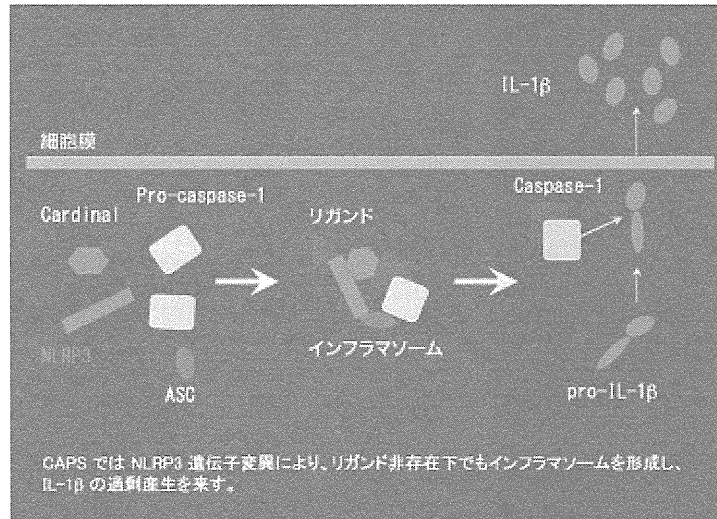 IL-1β
細胞膜
Pro-caspase-1
Caspase-1
Cardinal
リガンド
NLRP3
インフラマソーム
ASC
pro-IL-1β
CAPS では NLRP3 遺伝子変異により、リガンド非存在下でもインフラマソームを形成し、
IL-1β の過剰産生を来す。